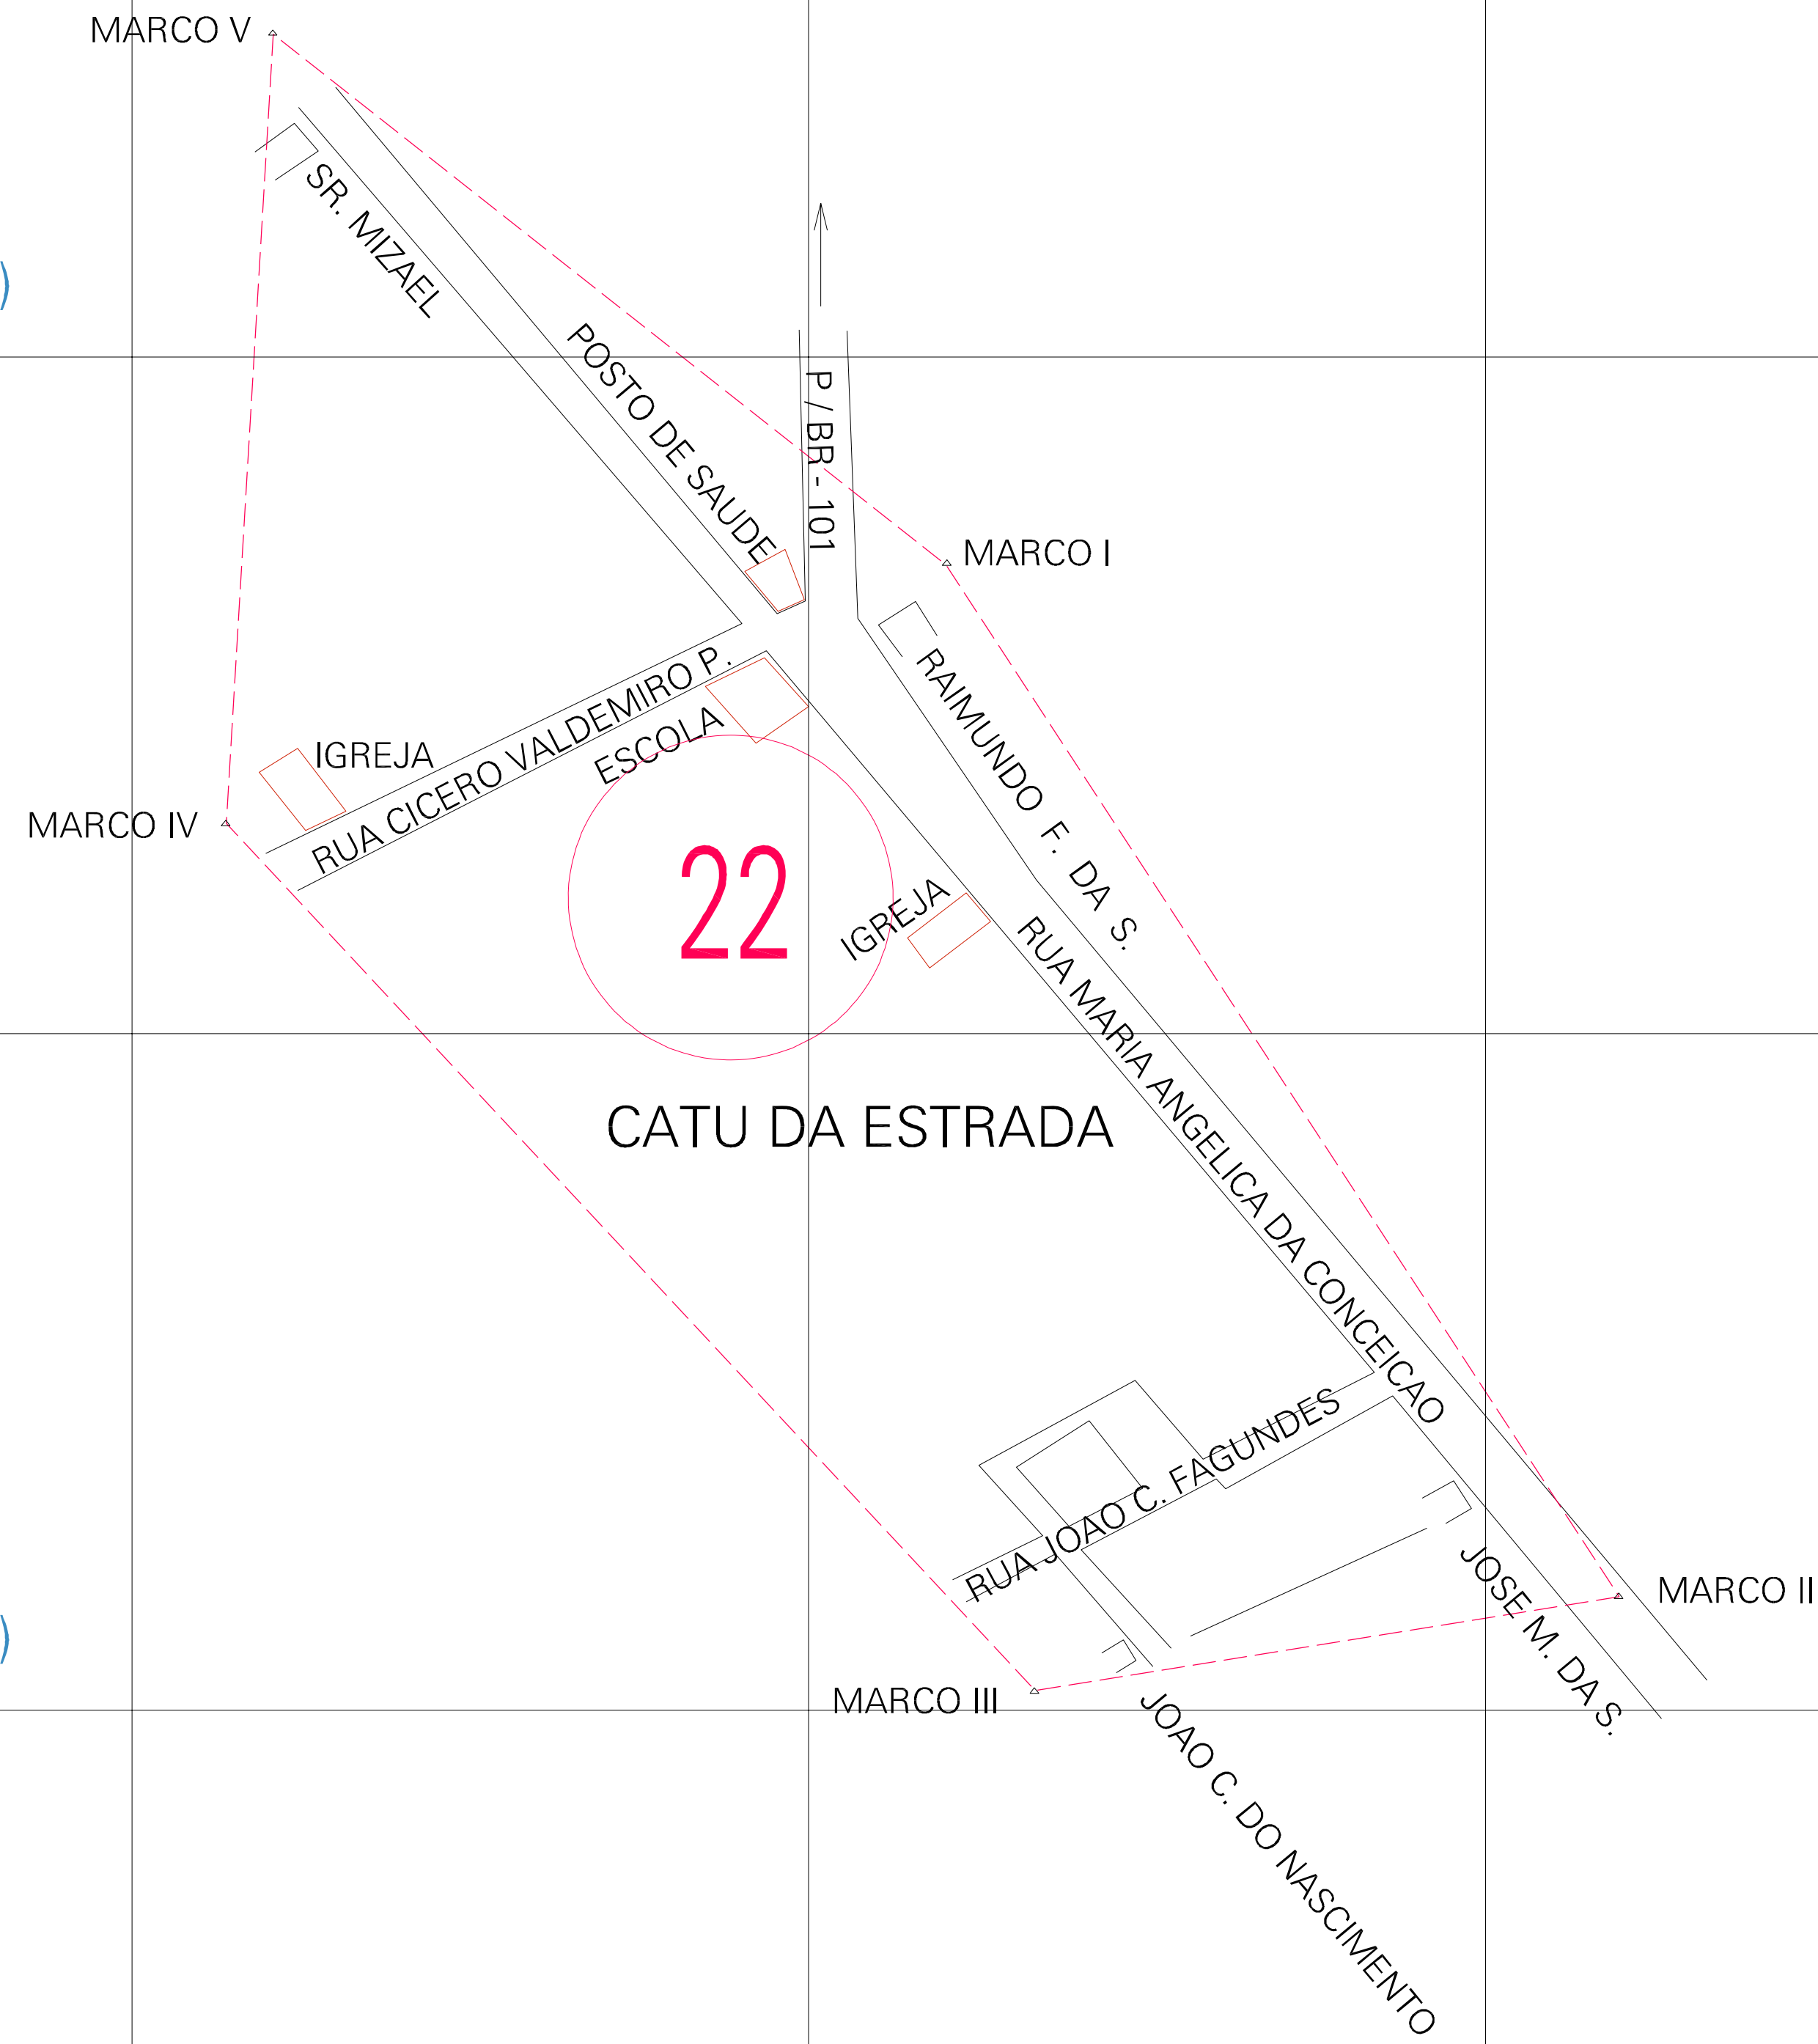 MARCO V
SR. MIZAEL
POSTO DE SAUDE
P / BR - 101
MARCO I
RAIMUNDO F. DA S.
RUA CICERO VALDEMIRO P.
ESCOLA
IGREJA
MARCO IV
22
IGREJA
RUA MARIA ANGELICA DA CONCEICAO
CATU DA ESTRADA
RUA JOAO C. FAGUNDES
JOSE M. DA S.
MARCO II
MARCO III
JOAO C. DO NASCIMENTO
)
)